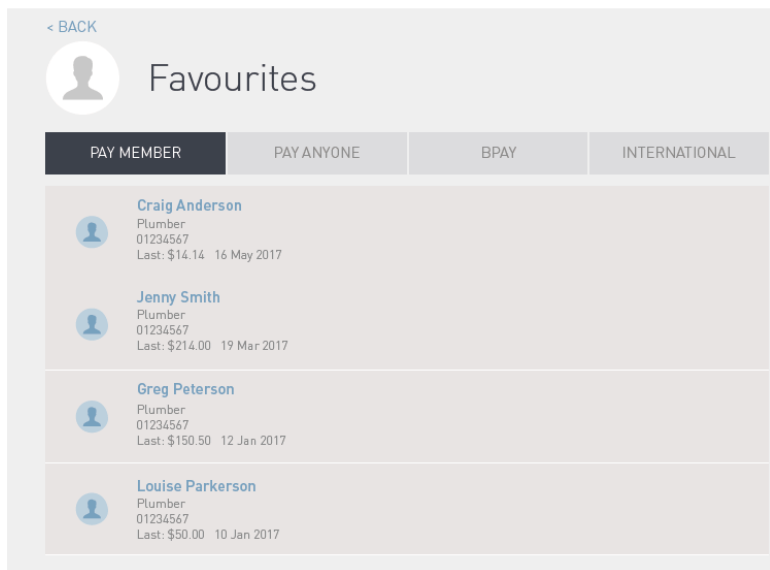 < BACK
Favourites
PAY MEMBER PAY ANYONE BPAY INTERNATIONAL
Craig Anderson
Plumber
01234567
Last: $14.14 16 May 2017
Jenny Smith
Plumber
01234567
Last: $214.00 19 Mar 2017
Greg Peterson
Plumber
01234567
Last: $150.50 12 Jan 2017
Louise Parkerson
Plumber
01234567
Last: $50.00 10 Jan 2017